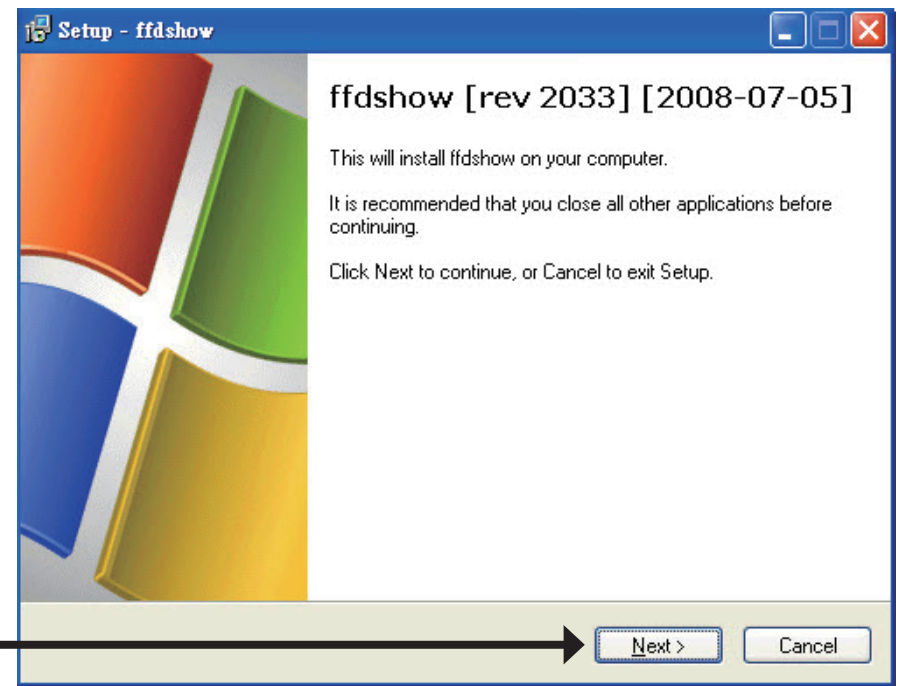 Setup - ffdshow
ffdshow [rev 2033] [2008-07-05]
This will install ffdshow on your computer.
It is recommended that you close all other applications before
continuing.
Click Next to continue, or Cancel to exit Setup.
Next >
Cancel